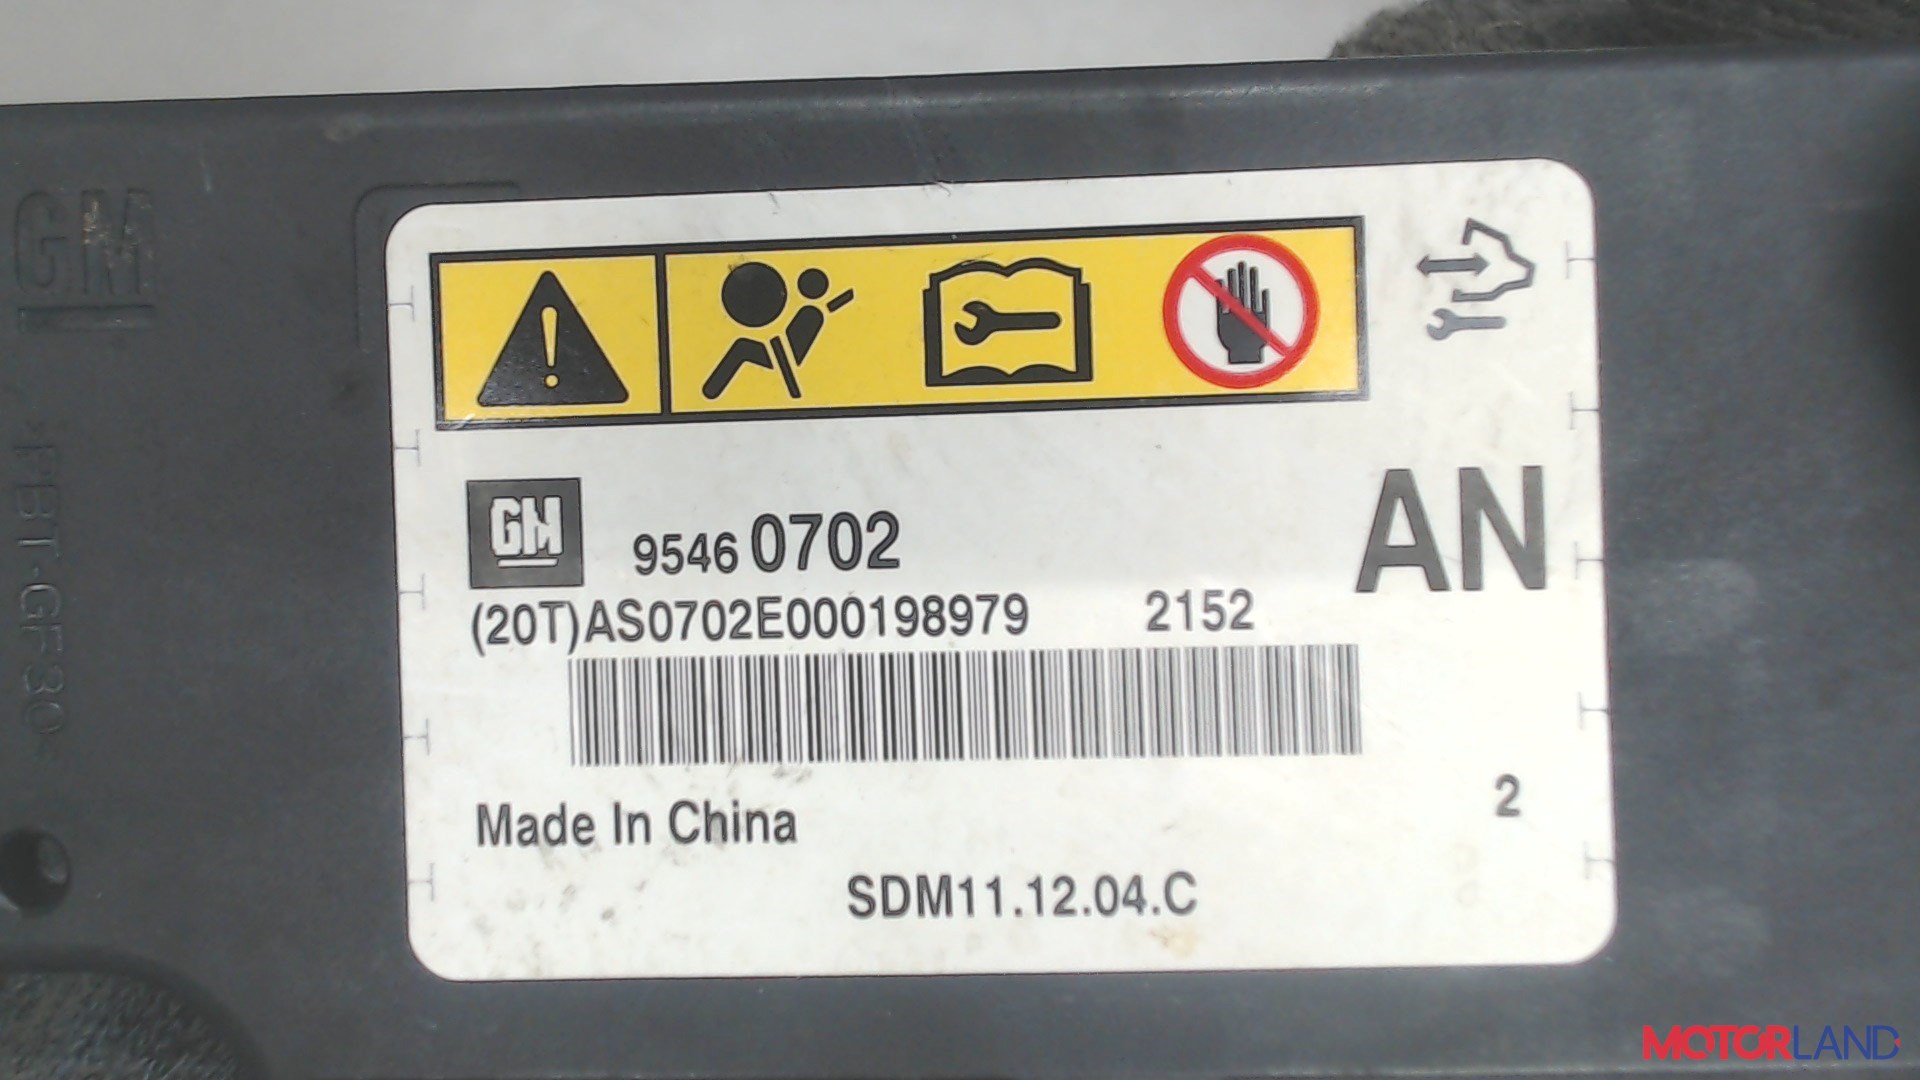 GM
PBT-GF30
GM
9546 0702
AN
(20T)AS0702E000198979 2152
Made In China
2
SDM11.12.04.C
MOTORLAND